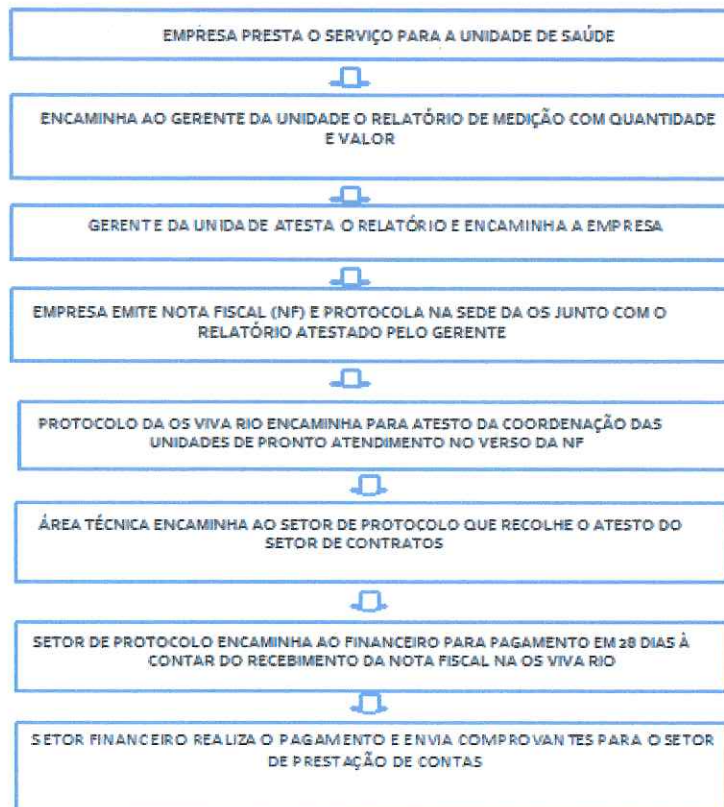 EMPRESA PRESTA O SERVIÇO PARA A UNIDADE DE SAÚDE
ENCAMINHA AO GERENTE DA UNIDADE O RELATÓRIO DE MEDIÇÃO COM QUANTIDADE
E VALOR
GERENTE DA UNIDADE ATESTA O RELATÓRIO E ENCAMINHA A EMPRESA
EMPRESA EMITE NOTA FISCAL (NF) E PROTOCOLA NA SEDE DA OS JUNTO COM O
RELATÓRIO ATESTADO PELO GERENTE
PROTOCOLO DA OS VIVA RIO ENCAMINHA PARA ATESTO DA COORDENAÇÃO DAS
UNIDADES DE PRONTO ATENDIMENTO NO VERSO DA NF
ÁREA TÉCNICA ENCAMINHA AO SETOR DE PROTOCOLO QUE RECOLHE O ATESTO DO
SETOR DE CONTRATOS
SETOR DE PROTOCOLO ENCAMINHA AO FINANCEIRO PARA PAGAMENTO EM 28 DIAS À
CONTAR DO RECEBIMENTO DA NOTA FISCAL NA OS VIVA RIO
SETOR FINANCEIRO REALIZA O PAGAMENTO E ENVIA COMPROVANTES PARA O SETOR
DE PRESTAÇÃO DE CONTAS